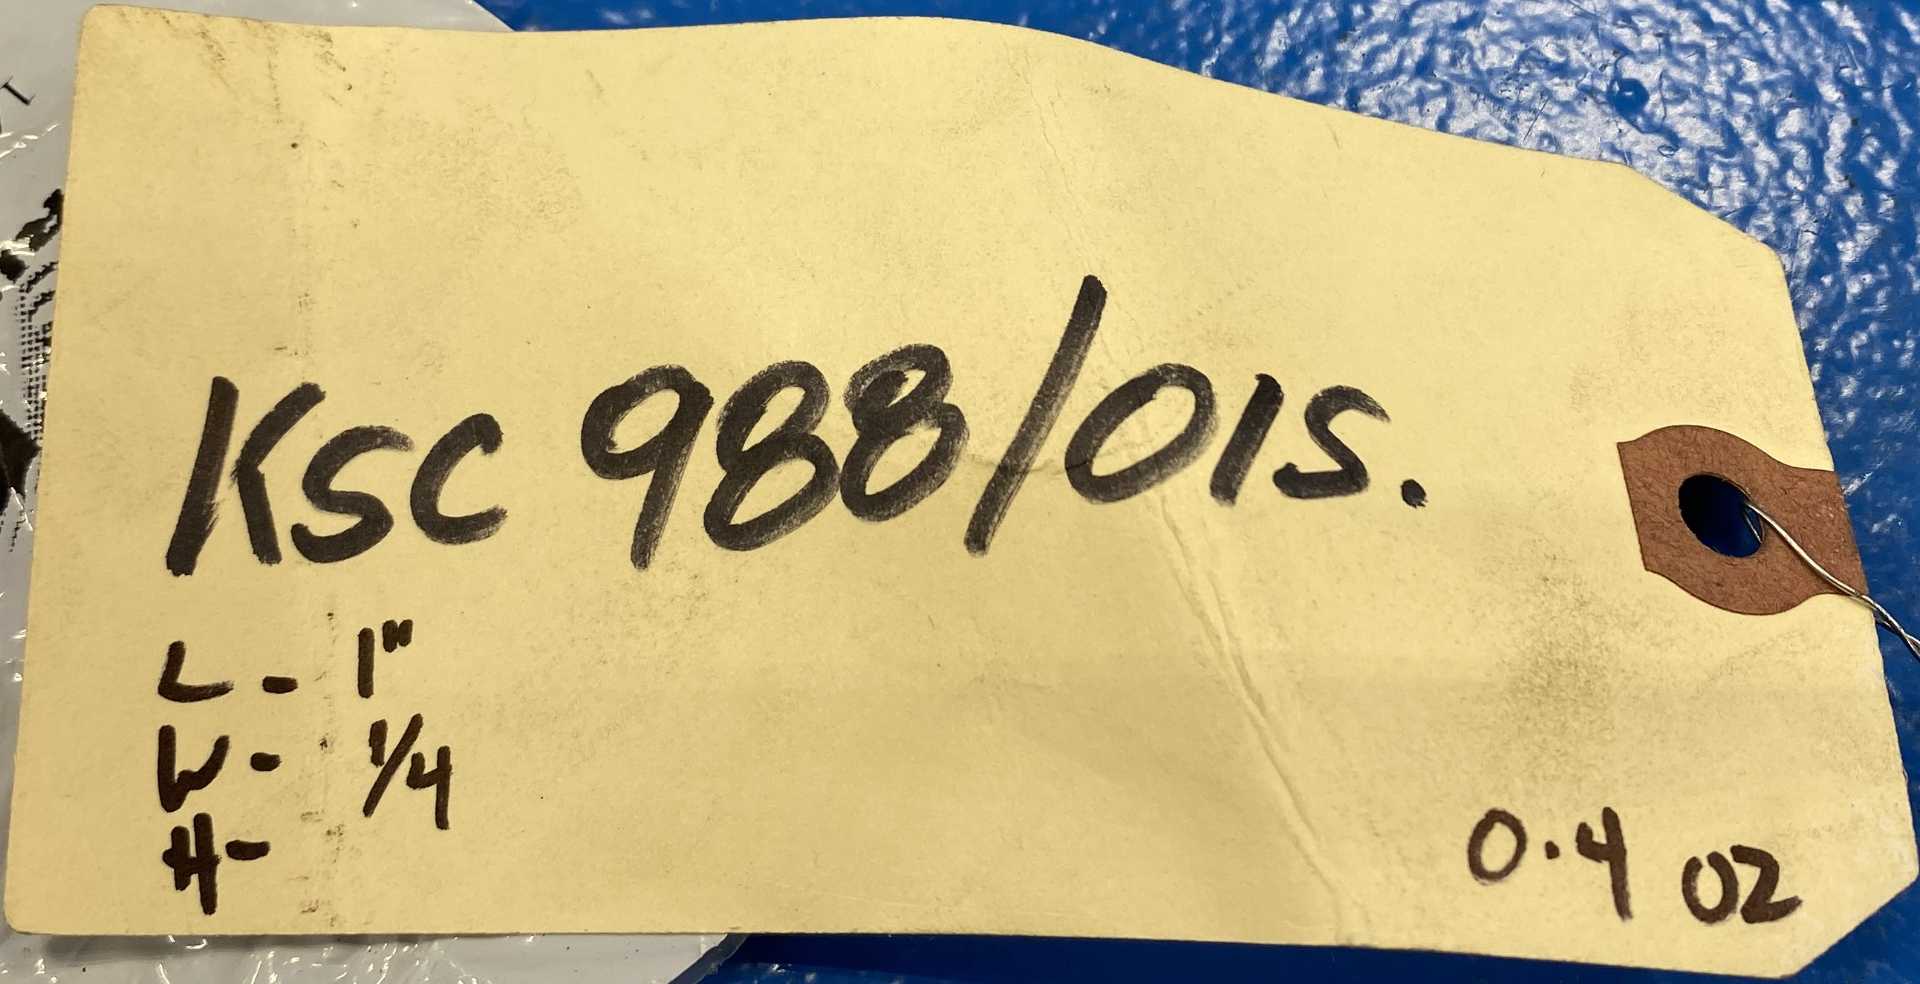 KSC 988/01S.
L - 1"
W - 1/4
H -
0.4 OZ